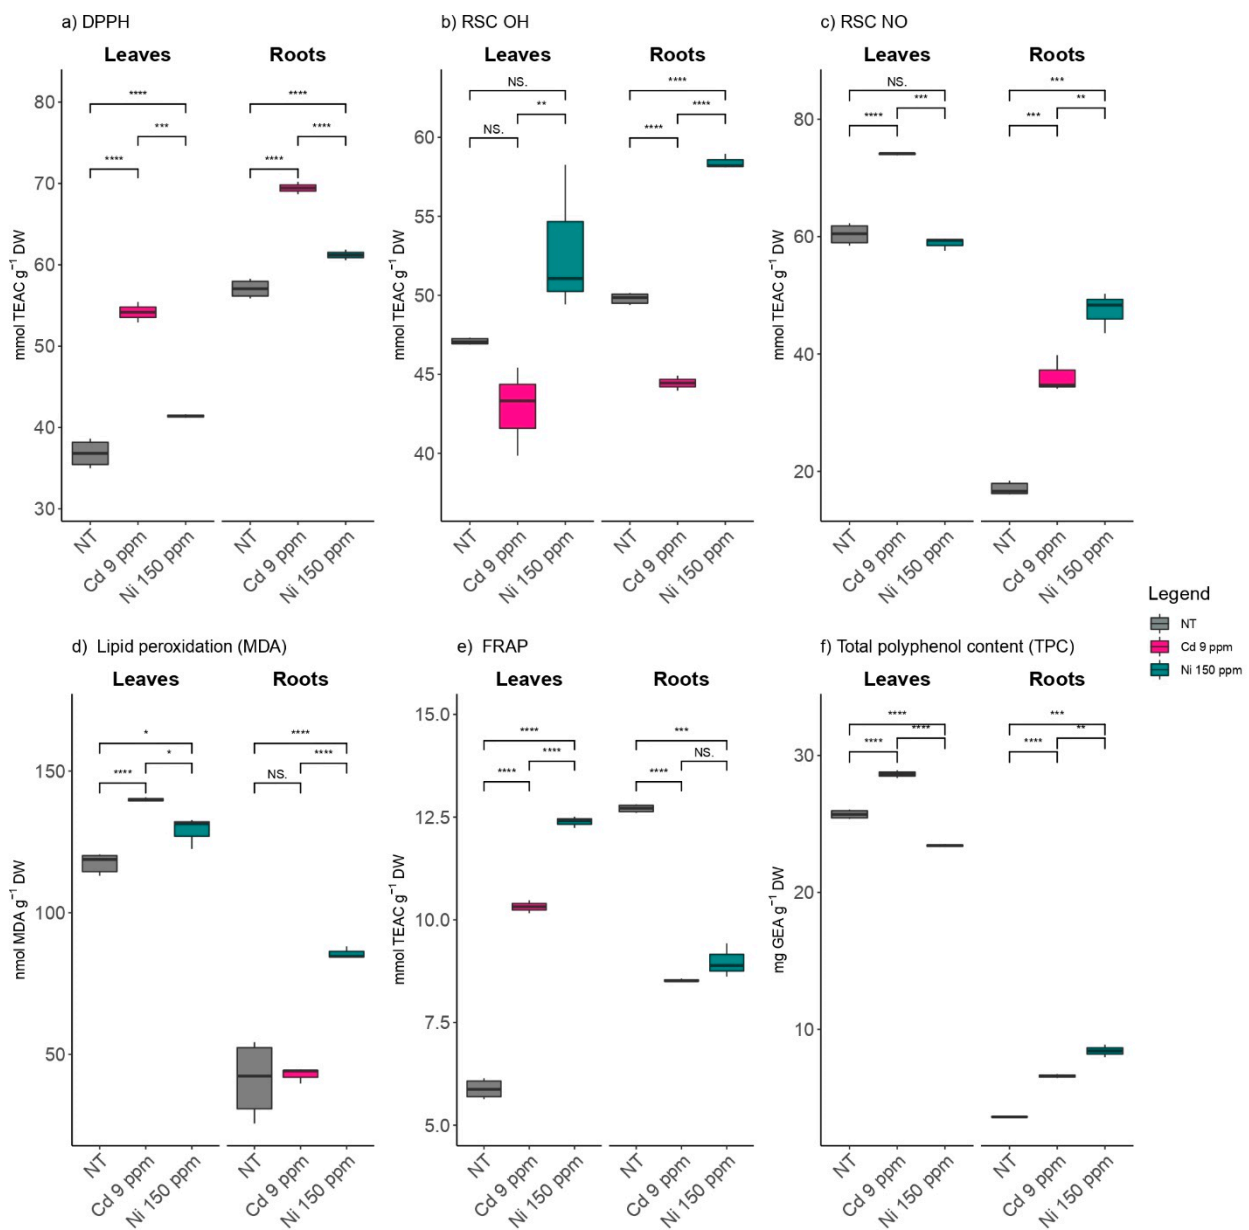 a) DPPH
b) RSC OH
c) RSC NO
Leaves
Roots
Leaves
Roots
Leaves
Roots
mmol TEAC g⁻¹ DW
80
70
60
50
40
30
****
***
****
****
****
****
NT
Cd 9 ppm
Ni 150 ppm
NT
Cd 9 ppm
Ni 150 ppm
mmol TEAC g⁻¹ DW
60
55
50
45
40
NS.
**
NS.
****
****
****
NT
Cd 9 ppm
Ni 150 ppm
NT
Cd 9 ppm
Ni 150 ppm
mmol TEAC g⁻¹ DW
80
60
40
20
NS.
***
****
***
**
***
NT
Cd 9 ppm
Ni 150 ppm
NT
Cd 9 ppm
Ni 150 ppm
Legend
NT
Cd 9 ppm
Ni 150 ppm
d) Lipid peroxidation (MDA)
e) FRAP
f) Total polyphenol content (TPC)
Leaves
Roots
Leaves
Roots
Leaves
Roots
nmol MDA g⁻¹ DW
150
100
50
*
*
****
****
****
NS.
NT
Cd 9 ppm
Ni 150 ppm
NT
Cd 9 ppm
Ni 150 ppm
mmol TEAC g⁻¹ DW
15.0
12.5
10.0
7.5
5.0
****
****
****
***
NS.
****
NT
Cd 9 ppm
Ni 150 ppm
NT
Cd 9 ppm
Ni 150 ppm
mg GEA g⁻¹ DW
30
20
10
****
****
****
***
**
****
NT
Cd 9 ppm
Ni 150 ppm
NT
Cd 9 ppm
Ni 150 ppm